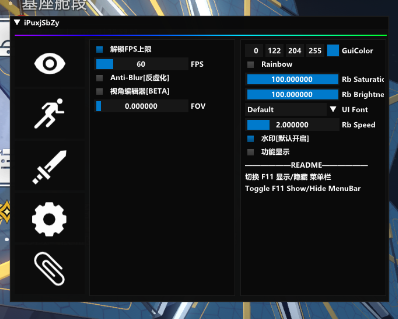 基座舱段
▼ iPuxjSbZy
解锁FPS上限
60 FPS
Anti-Blur[反虚化]
视角编辑器[BETA]
0.000000 FOV
0 122 204 255 GuiColor
Rainbow
100.000000 Rb Saturatio
100.000000 Rb Brightne
Default ▼ UI Font
2.000000 Rb Speed
水印[默认开启]
功能显示
README
切换 F11 显示/隐藏 菜单栏
Toggle F11 Show/Hide MenuBar